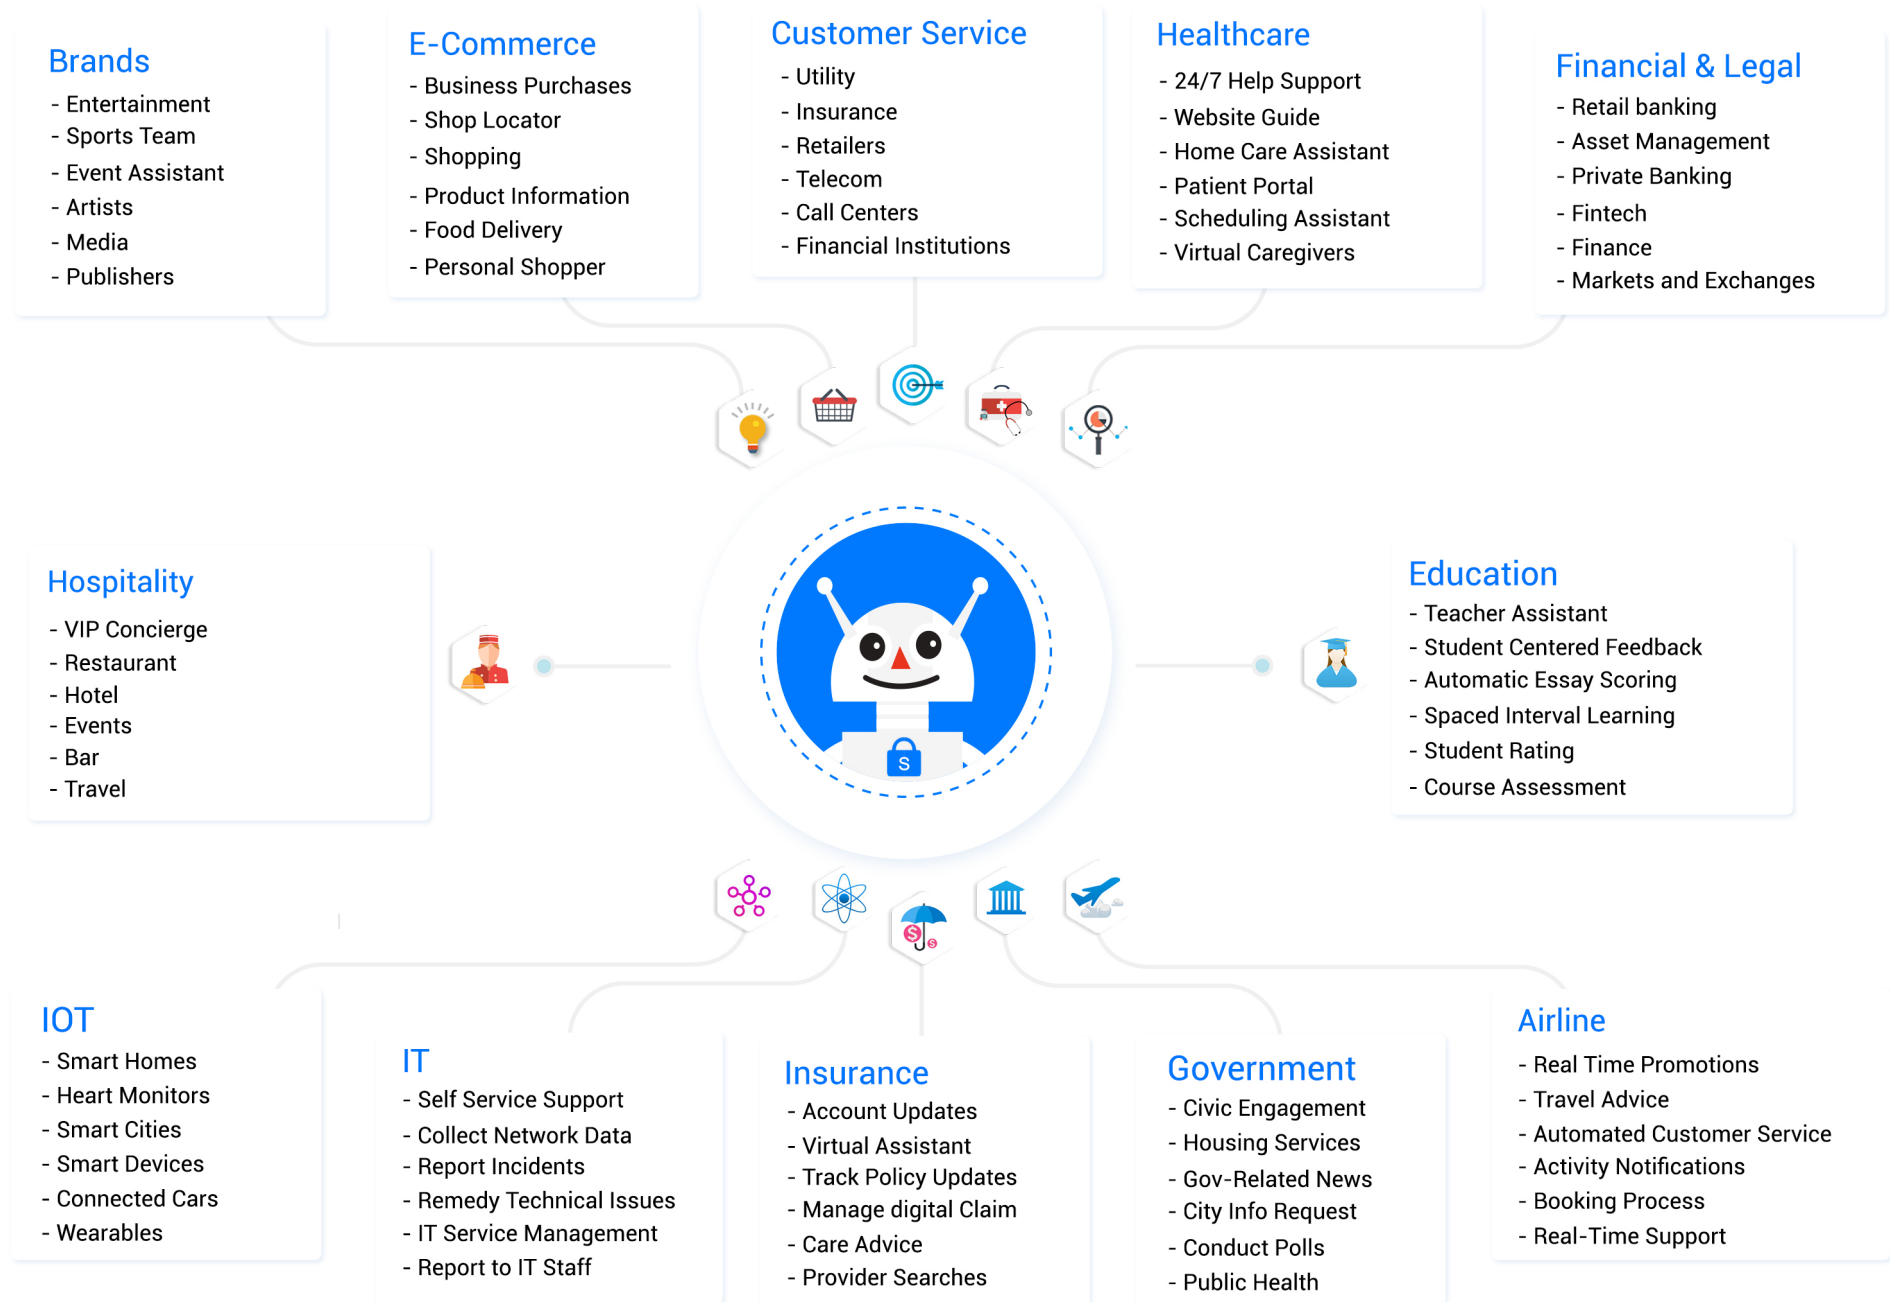 Brands
- Entertainment
- Sports Team
- Event Assistant
- Artists
- Media
- Publishers
E-Commerce
- Business Purchases
- Shop Locator
- Shopping
- Product Information
- Food Delivery
- Personal Shopper
Customer Service
- Utility
- Insurance
- Retailers
- Telecom
- Call Centers
- Financial Institutions
Healthcare
- 24/7 Help Support
- Website Guide
- Home Care Assistant
- Patient Portal
- Scheduling Assistant
- Virtual Caregivers
Financial & Legal
- Retail banking
- Asset Management
- Private Banking
- Fintech
- Finance
- Markets and Exchanges
Hospitality
- VIP Concierge
- Restaurant
- Hotel
- Events
- Bar
- Travel
S
Education
- Teacher Assistant
- Student Centered Feedback
- Automatic Essay Scoring
- Spaced Interval Learning
- Student Rating
- Course Assessment
$
$
IOT
- Smart Homes
- Heart Monitors
- Smart Cities
- Smart Devices
- Connected Cars
- Wearables
IT
- Self Service Support
- Collect Network Data
- Report Incidents
- Remedy Technical Issues
- IT Service Management
- Report to IT Staff
Insurance
- Account Updates
- Virtual Assistant
- Track Policy Updates
- Manage digital Claim
- Care Advice
- Provider Searches
Government
- Civic Engagement
- Housing Services
- Gov-Related News
- City Info Request
- Conduct Polls
- Public Health
Airline
- Real Time Promotions
- Travel Advice
- Automated Customer Service
- Activity Notifications
- Booking Process
- Real-Time Support